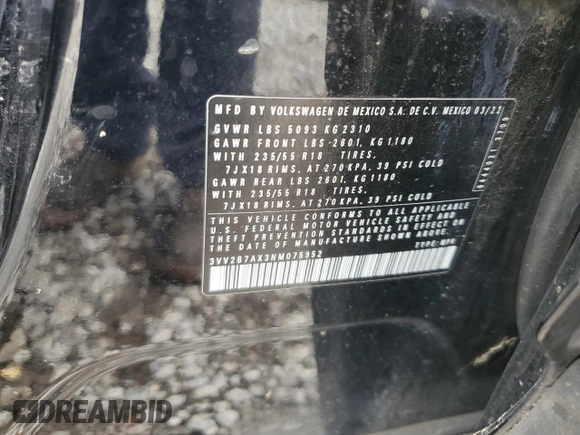 MFD BY VOLKSWAGEN DE MEXICO S.A. DE C.V. MEXICO 03/22
GVWR LBS 5093 KG 2310
GAWR FRONT LBS 2601, KG 1180
WITH 235/55 R18 TIRES,
7JX18 RIMS, AT 270 KPA, 39 PSI COLD
GAWR REAR LBS 2601, KG 1180
WITH 235/55 R18 TIRES,
7JX18 RIMS, AT 270 KPA, 39 PSI COLD
THIS VEHICLE CONFORMS TO ALL APPLICABLE
U.S. FEDERAL MOTOR VEHICLE SAFETY AND
THEFT PREVENTION STANDARDS IN EFFECT ON
THE DATE OF MANUFACTURE SHOWN ABOVE.
3VV2B7AX3NM075952 TYPE: MPV
DREAMBID